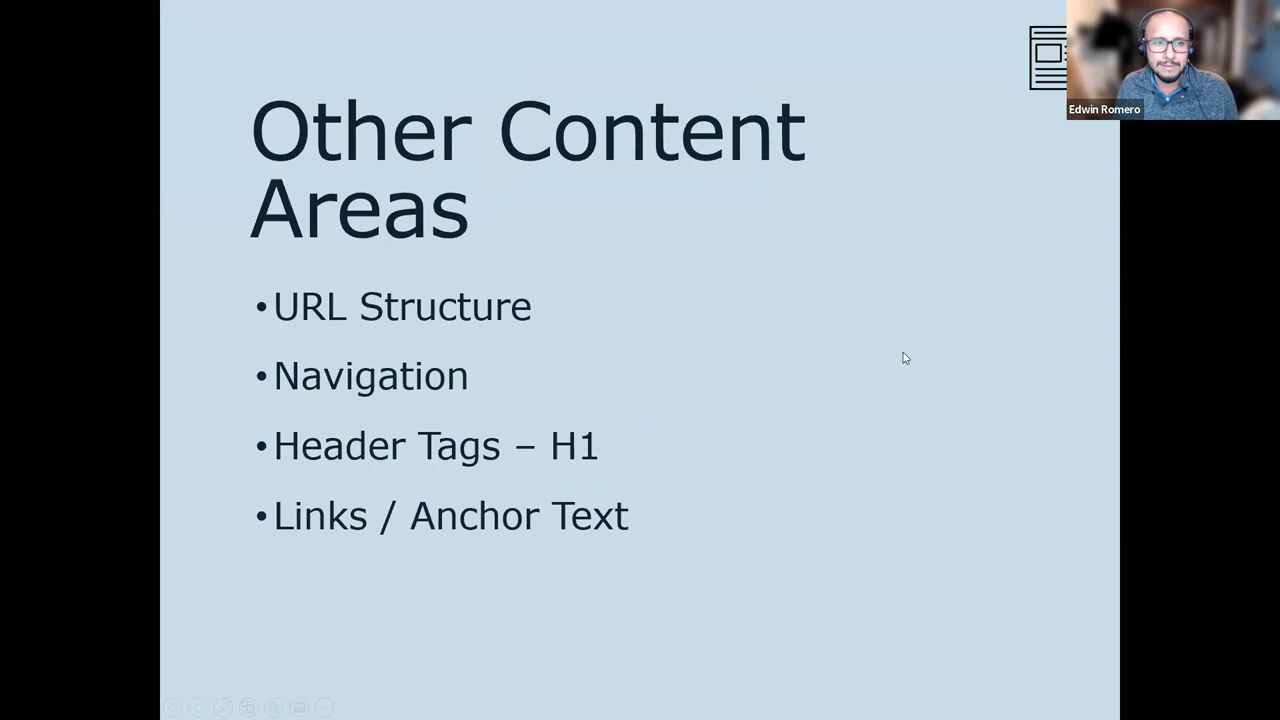 Other Content
Areas
•URL Structure
•Navigation
•Header Tags – H1
•Links / Anchor Text
Edwin Romero